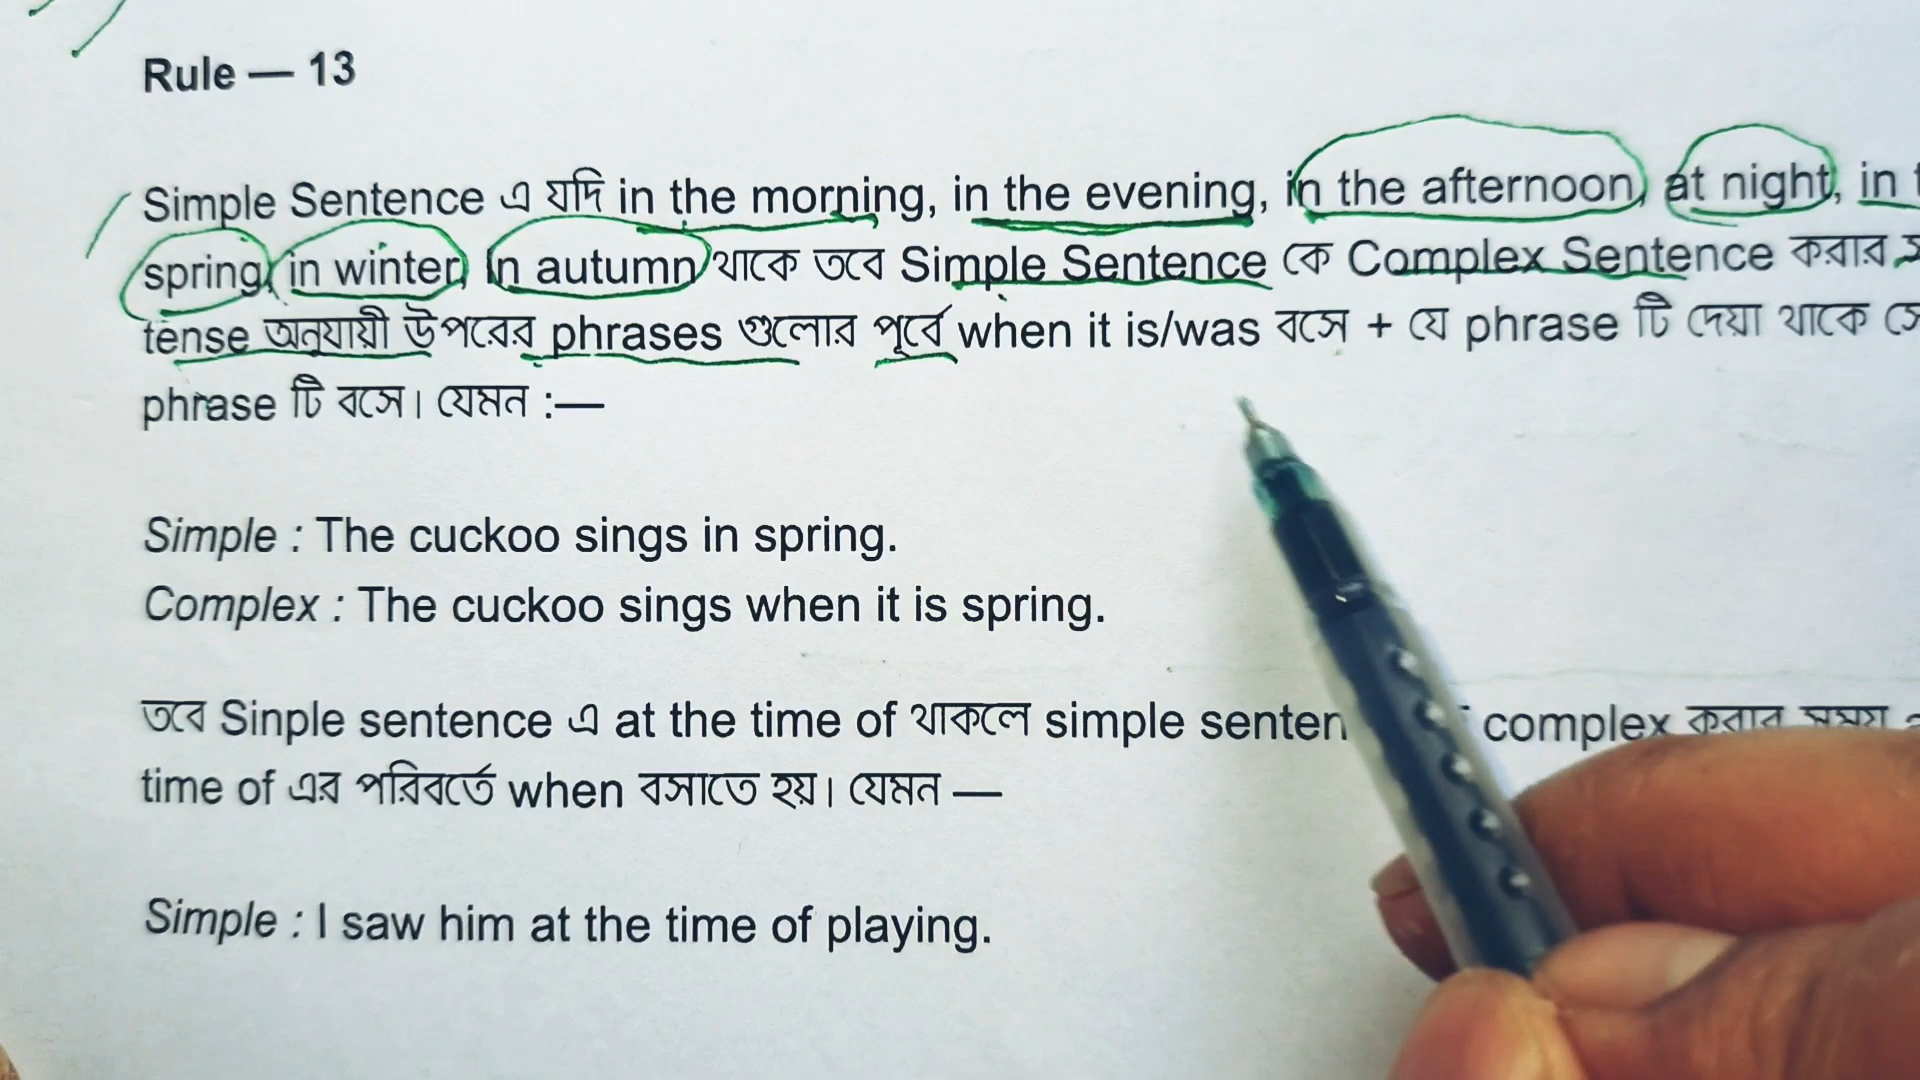 Rule — 13
Simple Sentence এ যদি in the morning, in the evening, in the afternoon, at night, in
spring, in winter, in autumn থাকে তবে Simple Sentence কে Complex Sentence করার
tense অনুযায়ী উপরের phrases গুলোর পূর্বে when it is/was বসে + যে phrase টি দেয়া থাকে
phrase টি বসে। যেমন :—
Simple : The cuckoo sings in spring.
Complex : The cuckoo sings when it is spring.
তবে Sinple sentence এ at the time of থাকলে simple senten complex করার সময়
time of এর পরিবর্তে when বসাতে হয়। যেমন —
Simple : I saw him at the time of playing.